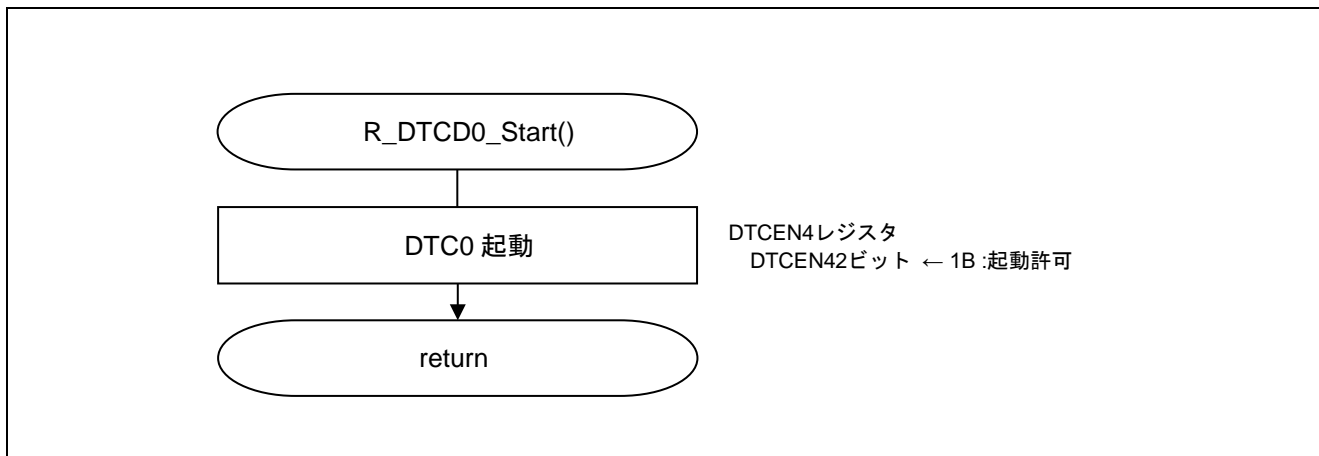 R_DTCD0_Start()
DTC0 起動
DTCEN4レジスタ
DTCEN42ビット ← 1B :起動許可
return